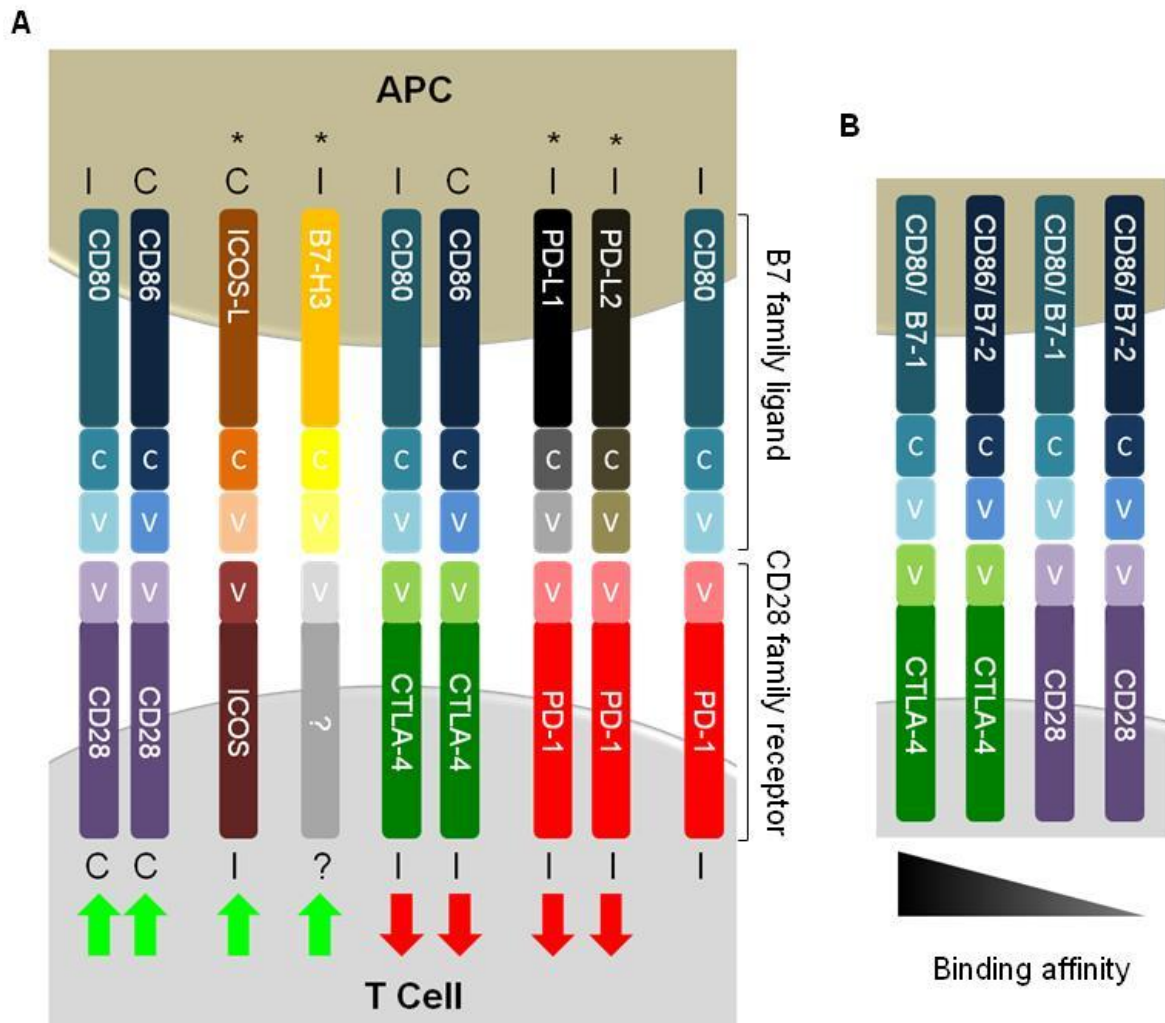 A
APC
* * * *
I C C I I C I I I
CD80 CD86 ICOS-L B7-H3 CD80 CD86 PD-L1 PD-L2 CD80
C C C C C C C C C
V V V V V V V V V
V V V V V V V V V
CD28 CD28 ICOS ? CTLA-4 CTLA-4 PD-1 PD-1 PD-1
C C I ? I I I I I
T Cell
B7 family ligand
CD28 family receptor
B
CD80/ B7-1 CD86/ B7-2 CD80/ B7-1 CD86/ B7-2
C C C C
V V V V
V V V V
CTLA-4 CTLA-4 CD28 CD28
Binding affinity